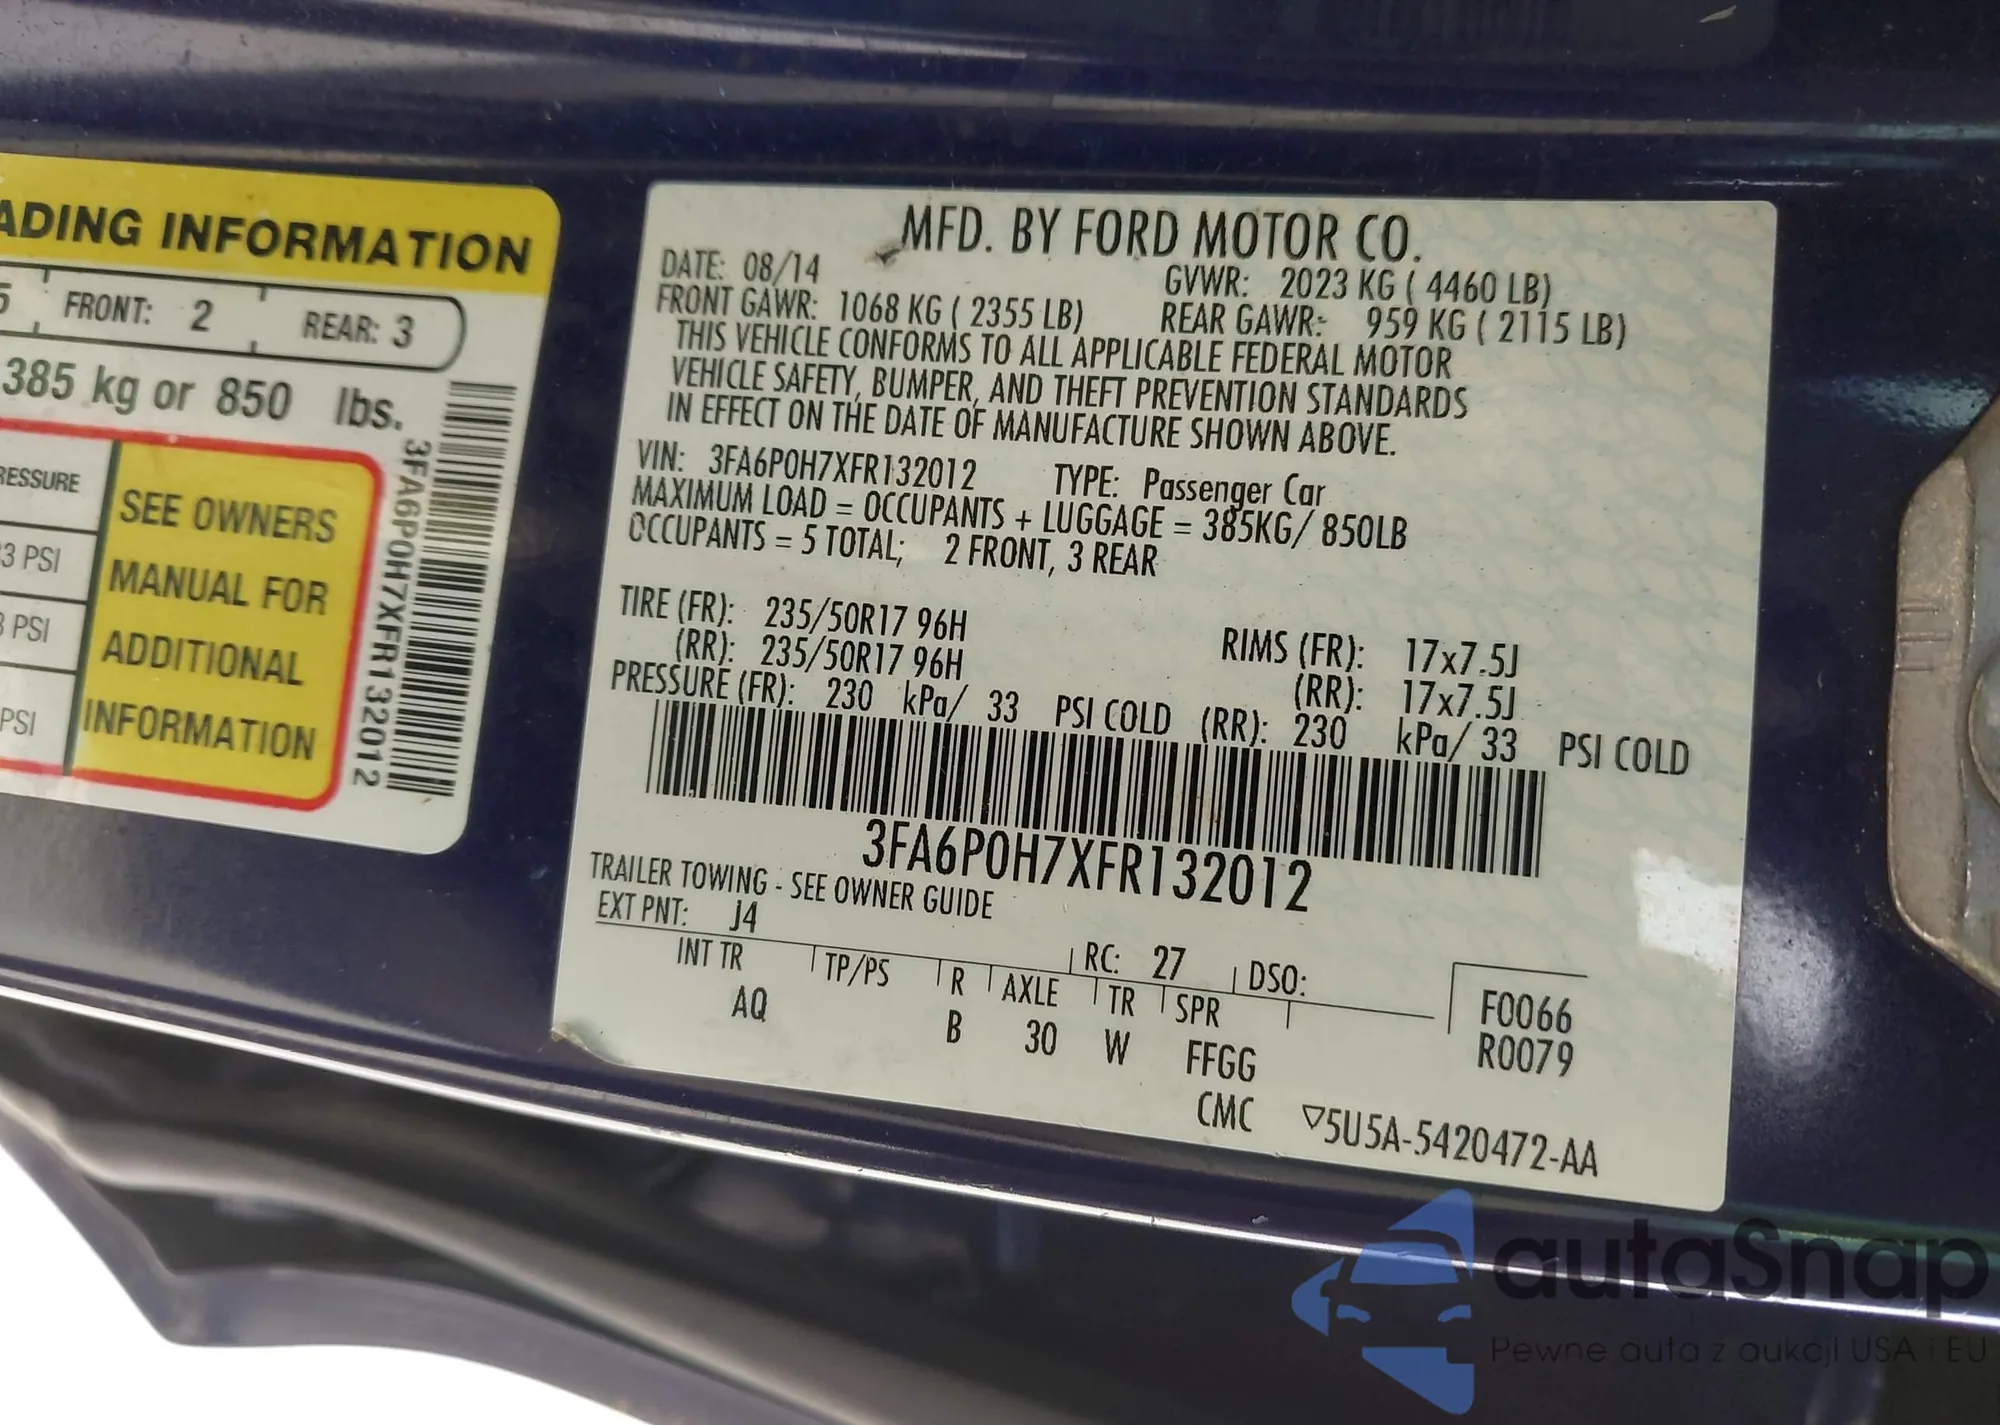 ADING INFORMATION
5 FRONT: 2 REAR: 3
385 kg or 850 lbs.
RESSURE
3 PSI
PSI
PSI
SEE OWNERS
MANUAL FOR
ADDITIONAL
INFORMATION
3FA6P0H7XFR132012
MFD. BY FORD MOTOR CO.
DATE: 08/14 GVWR: 2023 KG ( 4460 LB)
FRONT GAWR: 1068 KG ( 2355 LB) REAR GAWR: 959 KG ( 2115 LB)
THIS VEHICLE CONFORMS TO ALL APPLICABLE FEDERAL MOTOR
VEHICLE SAFETY, BUMPER, AND THEFT PREVENTION STANDARDS
IN EFFECT ON THE DATE OF MANUFACTURE SHOWN ABOVE.
VIN: 3FA6P0H7XFR132012 TYPE: Passenger Car
MAXIMUM LOAD = OCCUPANTS + LUGGAGE = 385KG/ 850LB
OCCUPANTS = 5 TOTAL; 2 FRONT, 3 REAR
TIRE (FR): 235/50R17 96H RIMS (FR): 17x7.5J
(RR): 235/50R17 96H (RR): 17x7.5J
PRESSURE (FR): 230 kPa/ 33 PSI COLD (RR): 230 kPa/ 33 PSI COLD
3FA6P0H7XFR132012
TRAILER TOWING - SEE OWNER GUIDE
EXT PNT: J4 RC: 27 DSO:
INT TR TP/PS R AXLE TR SPR
AQ B 30 W FFGG
F0066
R0079
CMC ▽5U5A-5420472-AA
autaSnap
Pewne auta z aukcji USA i EU